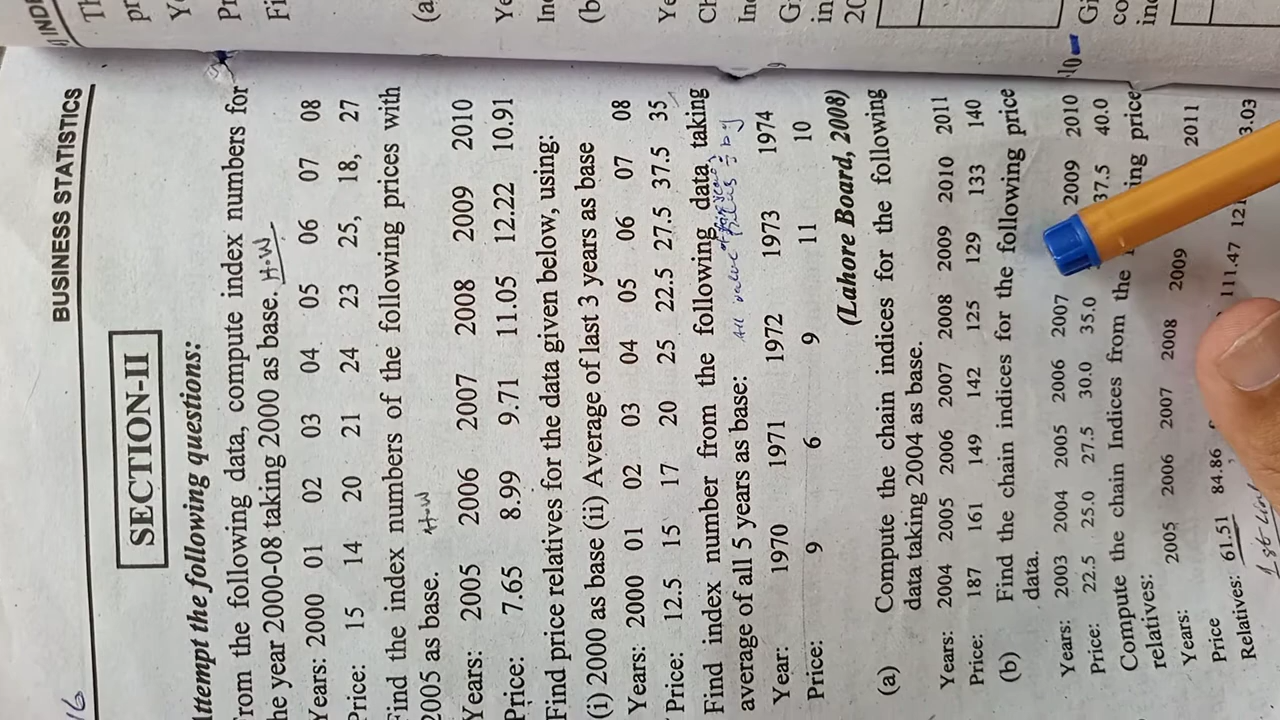 BUSINESS STATISTICS
SECTION-II
Attempt the following questions:
From the following data, compute index numbers for
the year 2000-08 taking 2000 as base. H.W
Years: 2000 01 02 03 04 05 06 07 08
Price: 15 14 20 21 24 23 25, 18, 27
Find the index numbers of the following prices with
2005 as base. H.W
Years: 2005 2006 2007 2008 2009 2010
Price: 7.65 8.99 9.71 11.05 12.22 10.91
Find price relatives for the data given below, using:
(i) 2000 as base (ii) Average of last 3 years as base
Years: 2000 01 02 03 04 05 06 07 08
Price: 12.5 15 17 20 25 22.5 27.5 37.5 35
Find index number from the following data taking
average of all 5 years as base:
Year: 1970 1971 1972 1973 1974
Price: 9 6 9 11 10
(Lahore Board, 2008)
(a) Compute the chain indices for the following
data taking 2004 as base.
Years: 2004 2005 2006 2007 2008 2009 2010 2011
Price: 187 161 149 142 125 129 133 140
(b) Find the chain indices for the following price
data.
Years: 2003 2004 2005 2006 2007 2009 2010
Price: 22.5 25.0 27.5 30.0 35.0 37.5 40.0
Compute the chain Indices from the price
relatives:
Years: 2005 2006 2007 2008 2009 2011
Price
Relatives: 61.51 84.86 111.47
1st